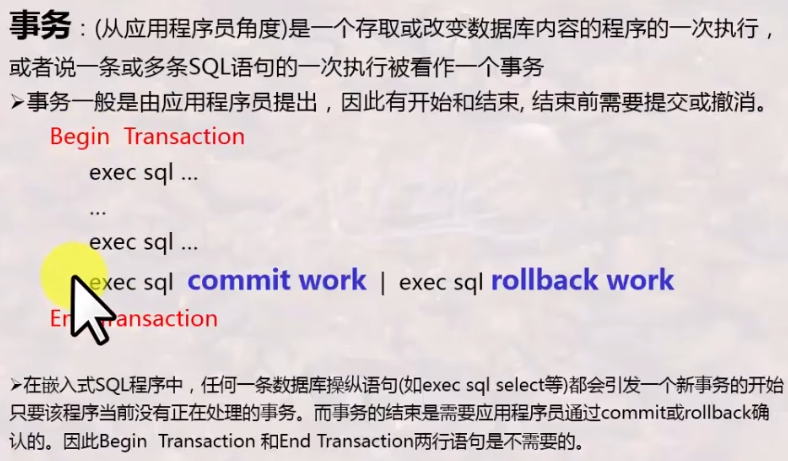 事务：(从应用程序员角度)是一个存取或改变数据库内容的程序的一次执行，
或者说一条或多条SQL语句的一次执行被看作一个事务
➢事务一般是由应用程序员提出，因此有开始和结束, 结束前需要提交或撤消。
Begin Transaction
exec sql ...
...
exec sql ...
exec sql commit work | exec sql rollback work
En Transaction
➢在嵌入式SQL程序中，任何一条数据库操纵语句(如exec sql select等)都会引发一个新事务的开始
只要该程序当前没有正在处理的事务。而事务的结束是需要应用程序员通过commit或rollback确
认的。因此Begin Transaction 和End Transaction两行语句是不需要的。